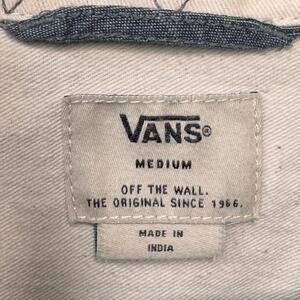 VANS®
MEDIUM
OFF THE WALL.
THE ORIGINAL SINCE 1966.
MADE IN
INDIA